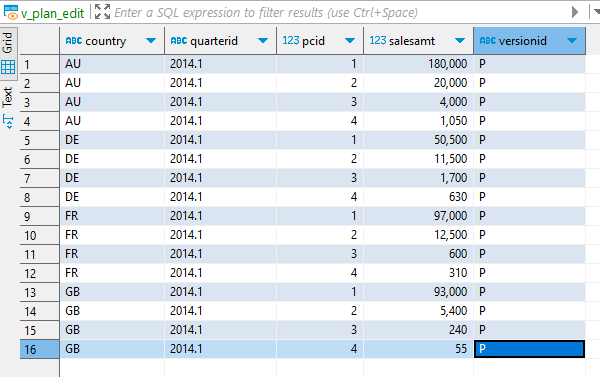 v_plan_edit Enter a SQL expression to filter results (use Ctrl+Space)
Grid
Text
ABC country ABC quarterid 123 pcid 123 salesamt ABC versionid
1 AU 2014.1 1 180,000 P
2 AU 2014.1 2 20,000 P
3 AU 2014.1 3 4,000 P
4 AU 2014.1 4 1,050 P
5 DE 2014.1 1 50,500 P
6 DE 2014.1 2 11,500 P
7 DE 2014.1 3 1,700 P
8 DE 2014.1 4 630 P
9 FR 2014.1 1 97,000 P
10 FR 2014.1 2 12,500 P
11 FR 2014.1 3 600 P
12 FR 2014.1 4 310 P
13 GB 2014.1 1 93,000 P
14 GB 2014.1 2 5,400 P
15 GB 2014.1 3 240 P
16 GB 2014.1 4 55 P